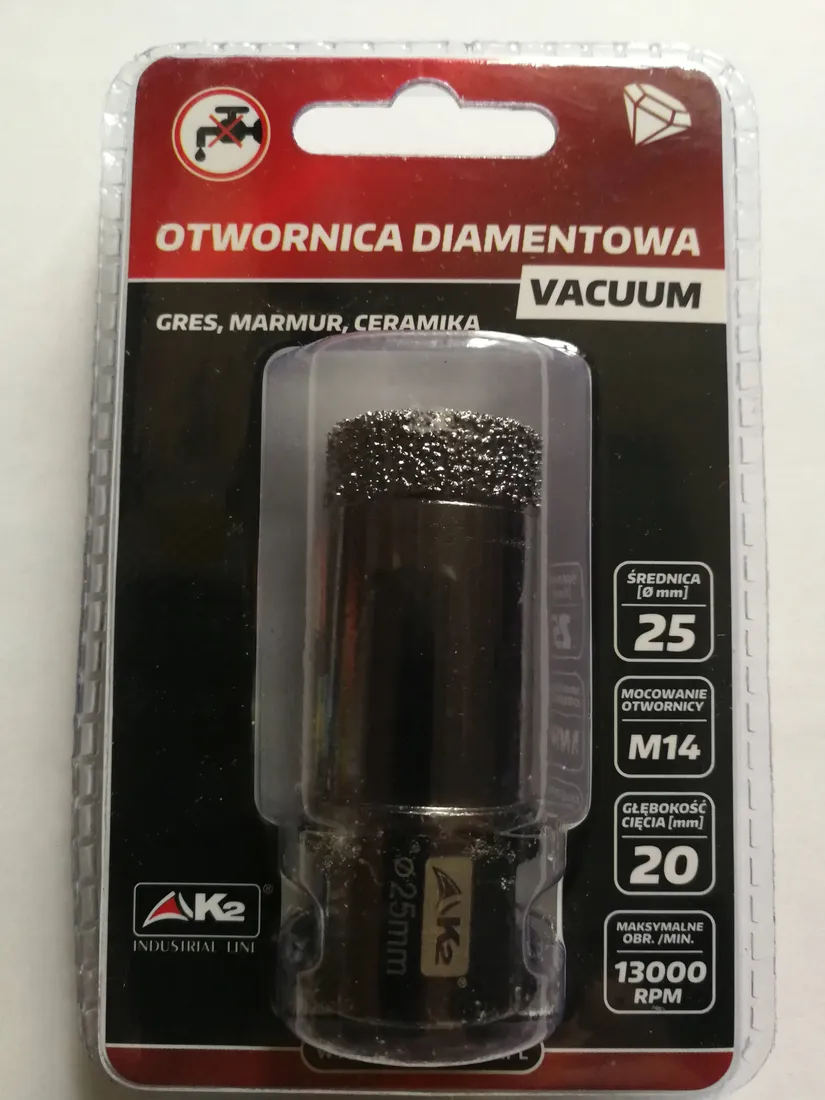 OTWORNICA DIAMENTOWA
VACUUM
GRES, MARMUR, CERAMIKA
ŚREDNICA
[Ø mm]
25
MOCOWANIE
OTWORNICY
M14
GŁĘBOKOŚĆ
CIĘCIA [mm]
20
MAKSYMALNE
OBR. /MIN.
13000
RPM
K2®
INDUSTRIAL LINE
Ø 25mm
K2®